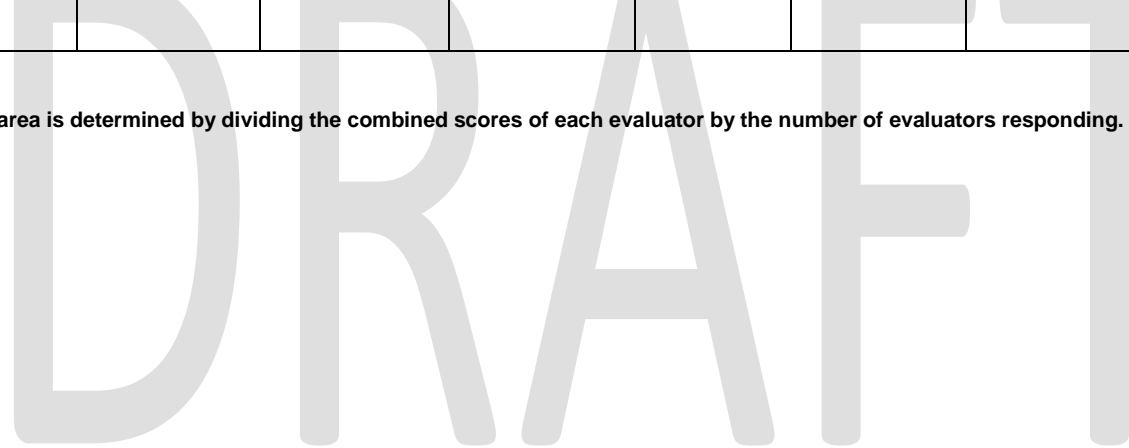 area is determined by dividing the combined scores of each evaluator by the number of evaluators responding.
DRAFT